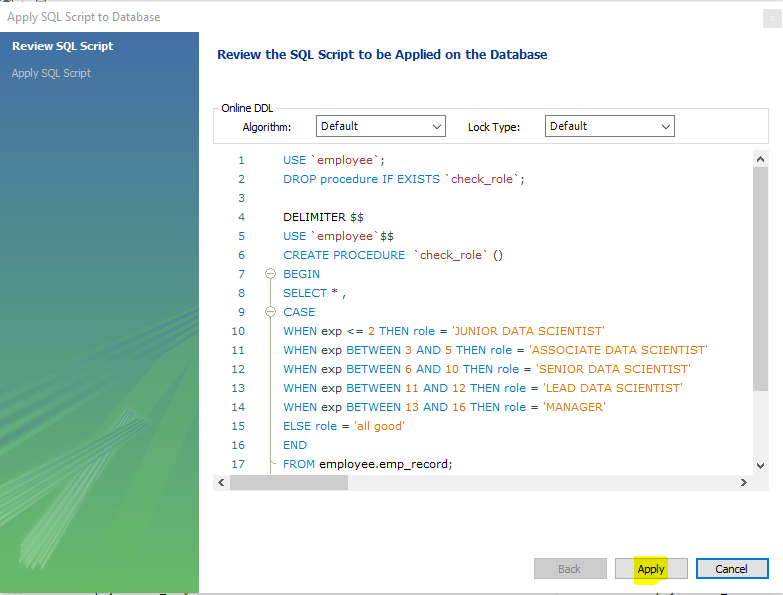 Apply SQL Script to Database
Review SQL Script
Apply SQL Script
Review the SQL Script to be Applied on the Database
Online DDL
Algorithm: Default Lock Type: Default
1 USE `employee`;
2 DROP procedure IF EXISTS `check_role`;
3
4 DELIMITER $$
5 USE `employee`$$
6 CREATE PROCEDURE `check_role` ()
7 BEGIN
8 SELECT * ,
9 CASE
10 WHEN exp <= 2 THEN role = 'JUNIOR DATA SCIENTIST'
11 WHEN exp BETWEEN 3 AND 5 THEN role = 'ASSOCIATE DATA SCIENTIST'
12 WHEN exp BETWEEN 6 AND 10 THEN role = 'SENIOR DATA SCIENTIST'
13 WHEN exp BETWEEN 11 AND 12 THEN role = 'LEAD DATA SCIENTIST'
14 WHEN exp BETWEEN 13 AND 16 THEN role = 'MANAGER'
15 ELSE role = 'all good'
16 END
17 FROM employee.emp_record;
Back Apply Cancel